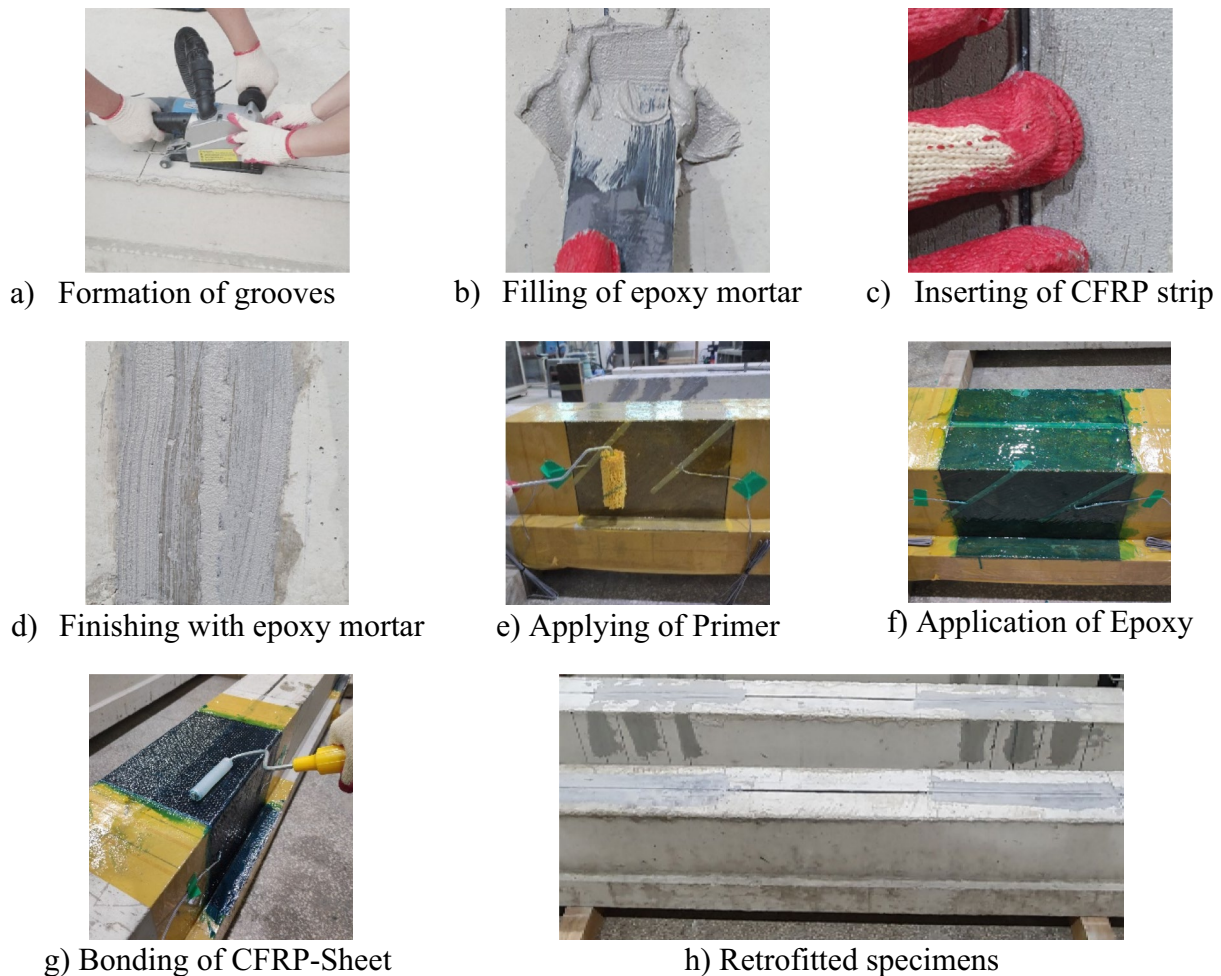 a) Formation of grooves
b) Filling of epoxy mortar
c) Inserting of CFRP strip
d) Finishing with epoxy mortar
e) Applying of Primer
f) Application of Epoxy
g) Bonding of CFRP-Sheet
h) Retrofitted specimens